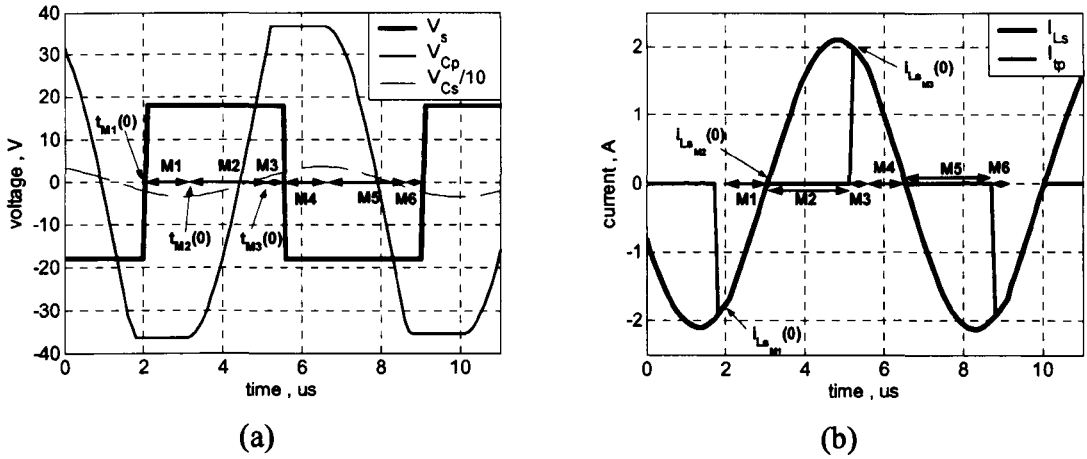 40
30
20
10
0
-10
-20
-30
-40
voltage , V
0 2 4 6 8 10
time , us
V_s
V_Cp
V_Cs/10
t_M1(0)
M1 M2 M3
M4 M5 M6
t_M2(0) t_M3(0)
(a)
2
1
0
-1
-2
current , A
0 2 4 6 8 10
time , us
I_Ls
I_tp
i_Ls_M3(0)
i_Ls_M2(0)
M4 M5 M6
M1 M2 M3
i_Ls_M1(0)
(b)